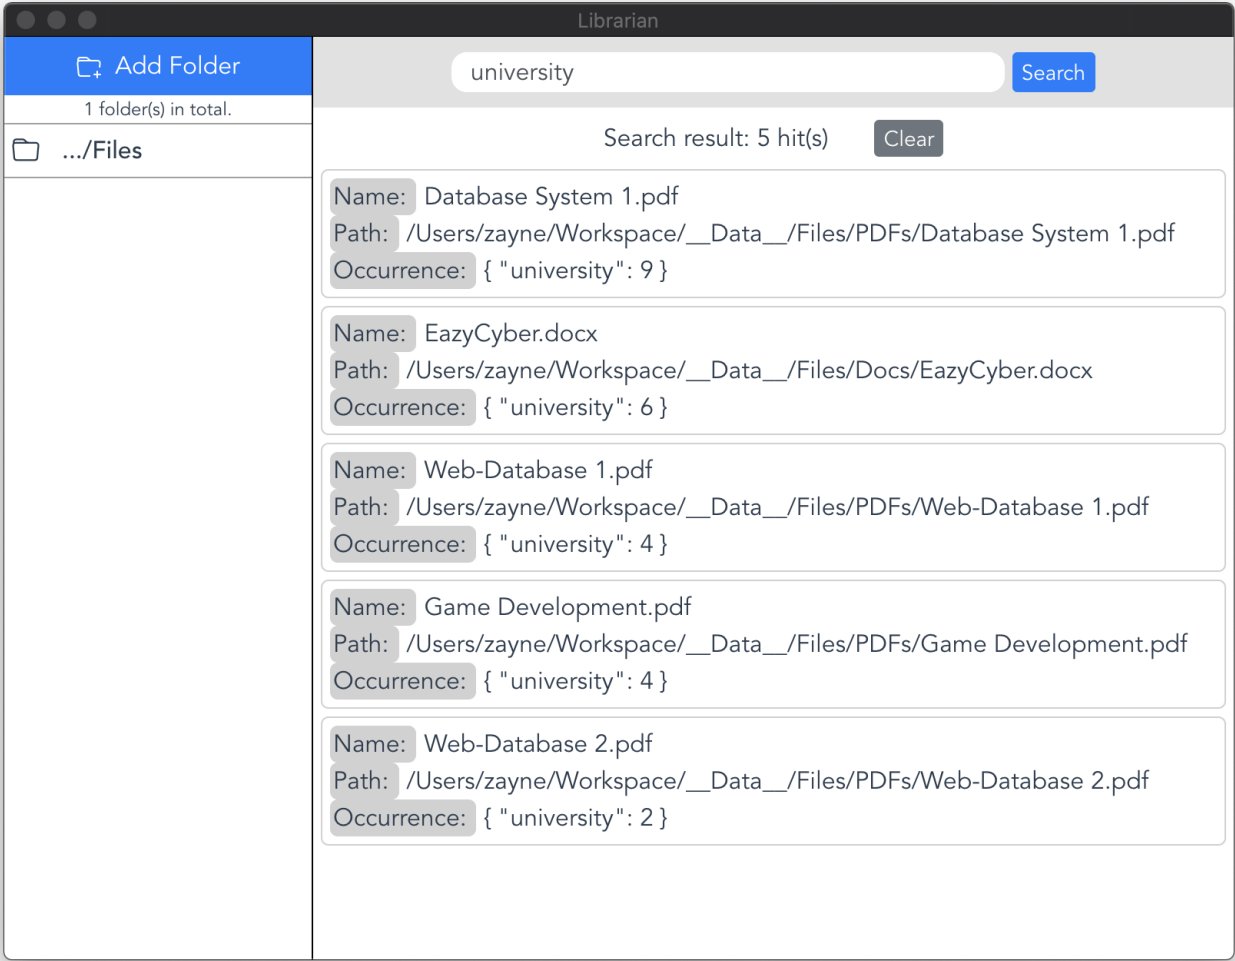 Librarian
Add Folder
1 folder(s) in total.
.../Files
university
Search
Search result: 5 hit(s)
Clear
Name: Database System 1.pdf
Path: /Users/zayne/Workspace/__Data__/Files/PDFs/Database System 1.pdf
Occurrence: { "university": 9 }
Name: EazyCyber.docx
Path: /Users/zayne/Workspace/__Data__/Files/Docs/EazyCyber.docx
Occurrence: { "university": 6 }
Name: Web-Database 1.pdf
Path: /Users/zayne/Workspace/__Data__/Files/PDFs/Web-Database 1.pdf
Occurrence: { "university": 4 }
Name: Game Development.pdf
Path: /Users/zayne/Workspace/__Data__/Files/PDFs/Game Development.pdf
Occurrence: { "university": 4 }
Name: Web-Database 2.pdf
Path: /Users/zayne/Workspace/__Data__/Files/PDFs/Web-Database 2.pdf
Occurrence: { "university": 2 }